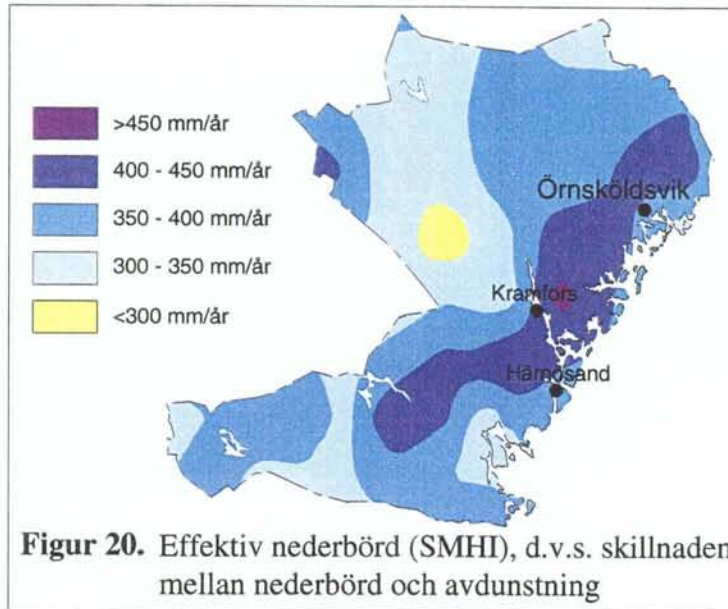 >450 mm/år
400 - 450 mm/år
350 - 400 mm/år
300 - 350 mm/år
<300 mm/år
Örnsköldsvik
Kramfors
Härnösand
Figur 20. Effektiv nederbörd (SMHI), d.v.s. skillnaden
mellan nederbörd och avdunstning